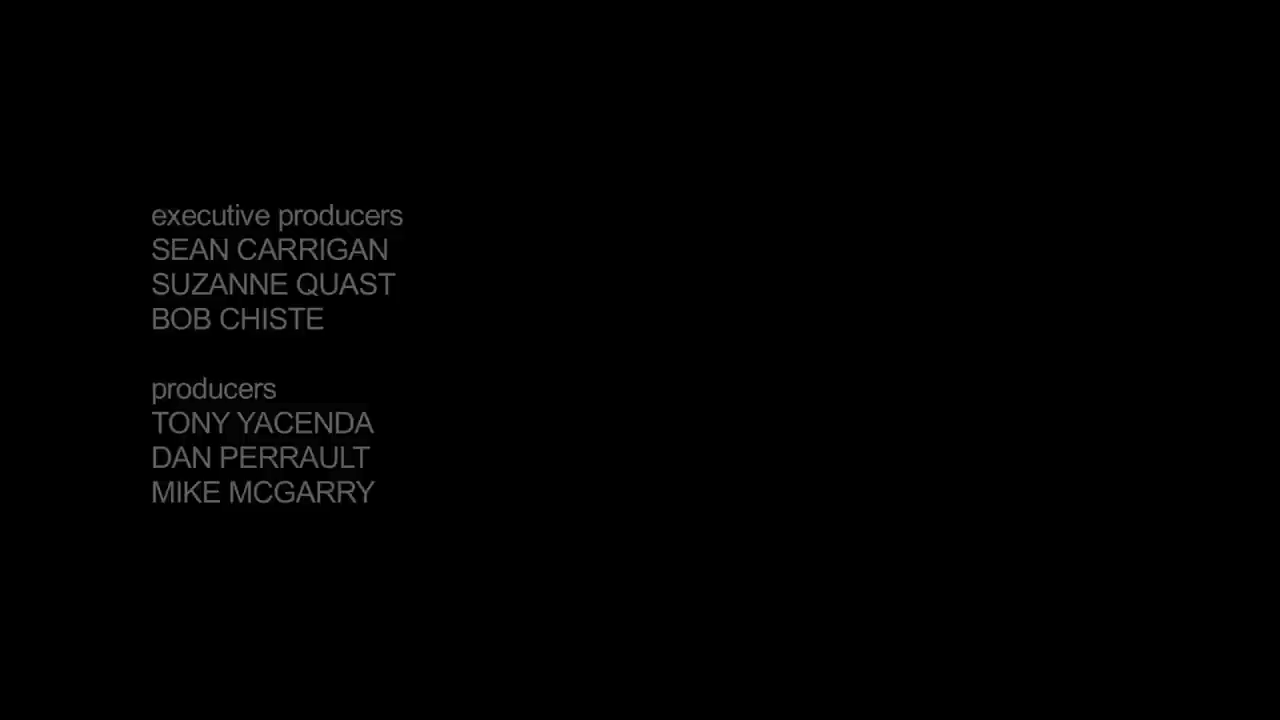 executive producers
SEAN CARRIGAN
SUZANNE QUAST
BOB CHISTE
producers
TONY YACENDA
DAN PERRAULT
MIKE MCGARRY